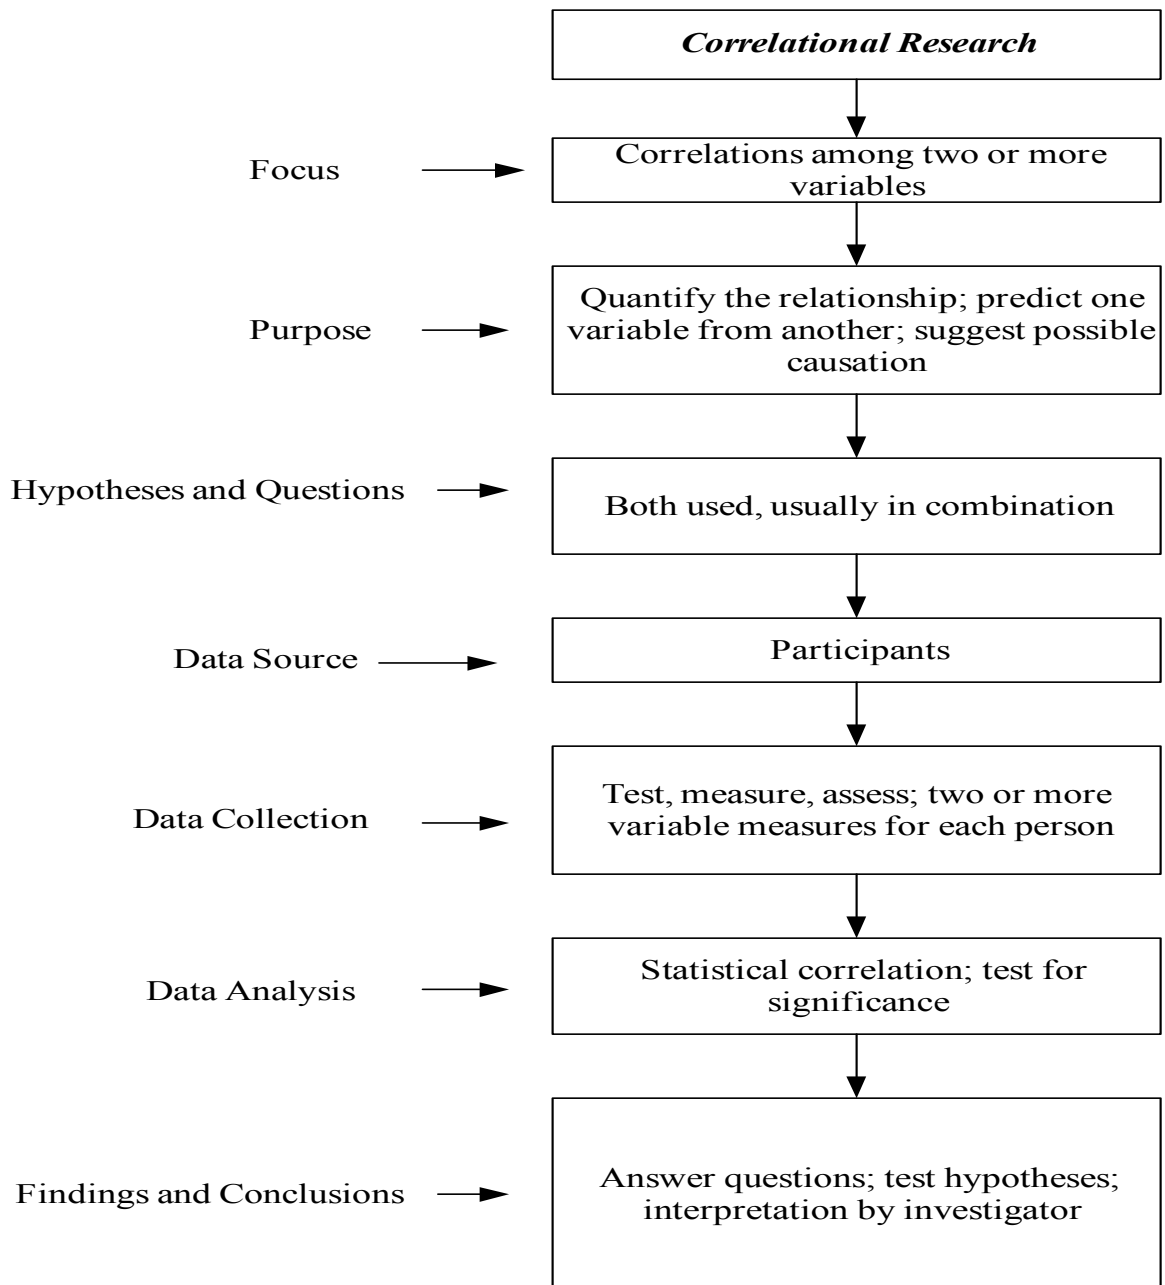 Correlational Research
Focus
Correlations among two or more
variables
Purpose
Quantify the relationship; predict one
variable from another; suggest possible
causation
Hypotheses and Questions
Both used, usually in combination
Data Source
Participants
Data Collection
Test, measure, assess; two or more
variable measures for each person
Data Analysis
Statistical correlation; test for
significance
Findings and Conclusions
Answer questions; test hypotheses;
interpretation by investigator